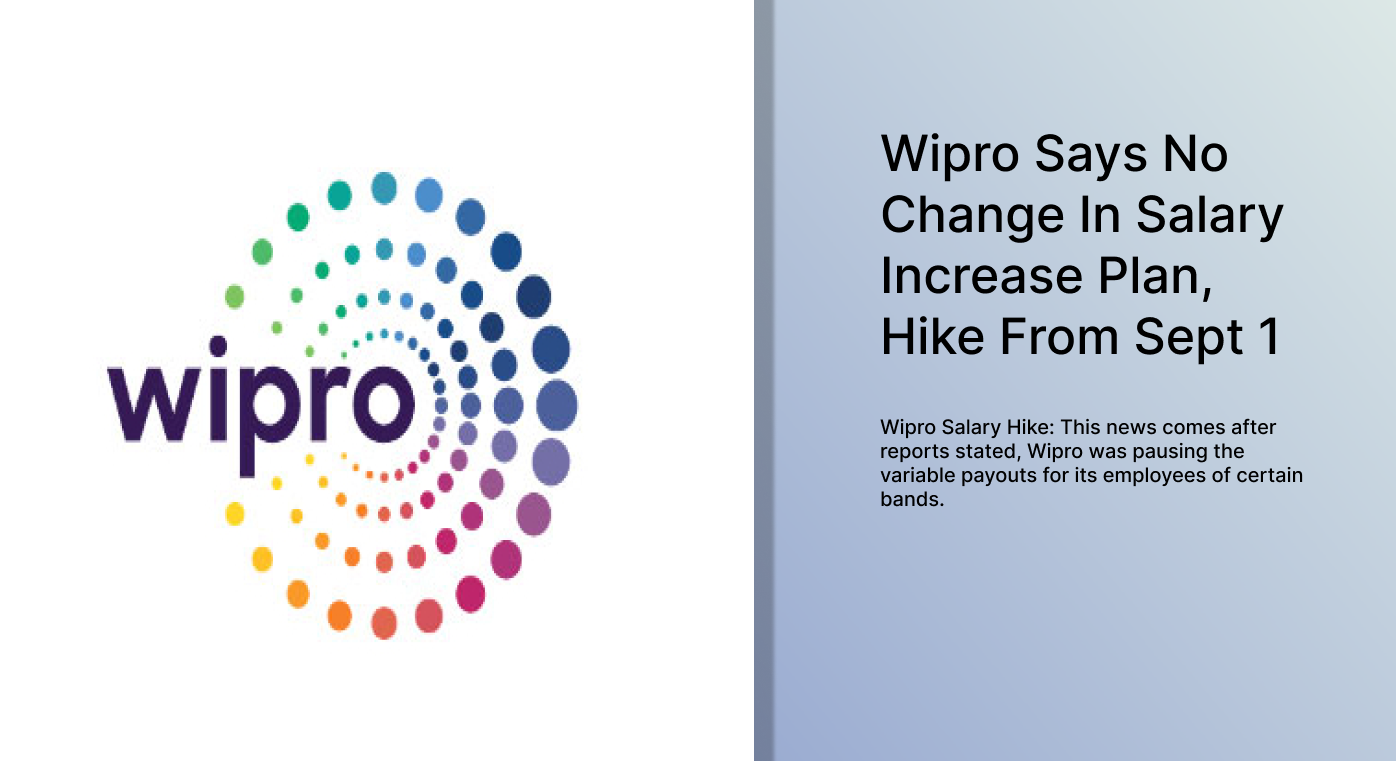 wipro
Wipro Says No
Change In Salary
Increase Plan,
Hike From Sept 1
Wipro Salary Hike: This news comes after
reports stated, Wipro was pausing the
variable payouts for its employees of certain
bands.